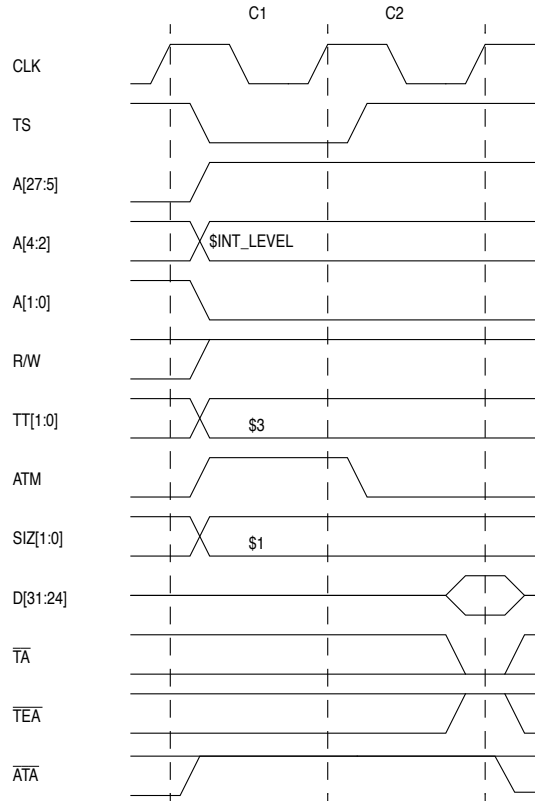 C1 C2
CLK
TS
A[27:5]
A[4:2] $INT_LEVEL
A[1:0]
R/W
TT[1:0] $3
ATM
SIZ[1:0] $1
D[31:24]
TA
TEA
ATA